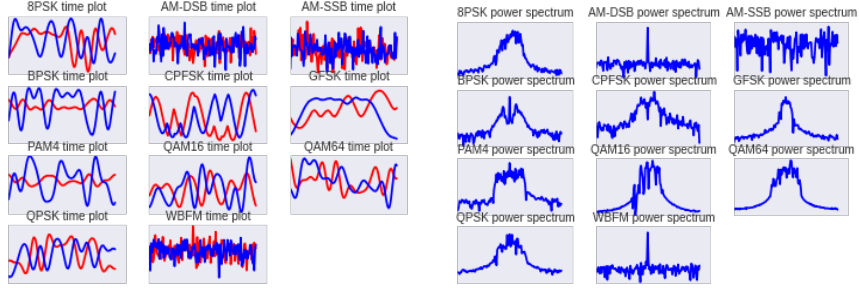 8PSK time plot AM-DSB time plot AM-SSB time plot
BPSK time plot CPFSK time plot GFSK time plot
PAM4 time plot QAM16 time plot QAM64 time plot
QPSK time plot WBFM time plot
8PSK power spectrum AM-DSB power spectrum AM-SSB power spectrum
BPSK power spectrum CPFSK power spectrum GFSK power spectrum
PAM4 power spectrum QAM16 power spectrum QAM64 power spectrum
QPSK power spectrum WBFM power spectrum